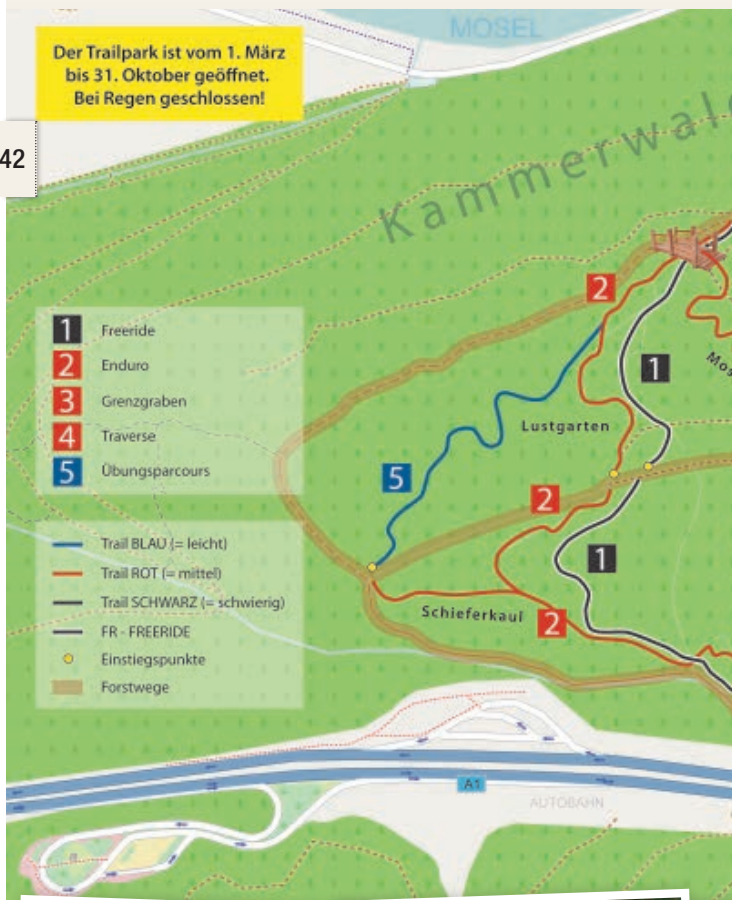 MOSEL
Der Trailpark ist vom 1. März
bis 31. Oktober geöffnet.
Bei Regen geschlossen!
42
Kammerwald
2
1
Mos
1 Freeride
2 Enduro
3 Grenzgraben
4 Traverse
5 Übungsparcours
Lustgarten
5
2
1
Trail BLAU (= leicht)
Trail ROT (= mittel)
Trail SCHWARZ (= schwierig)
FR - FREERIDE
Einstiegspunkte
Forstwege
Schieferkaul
2
A1
AUTOBAHN